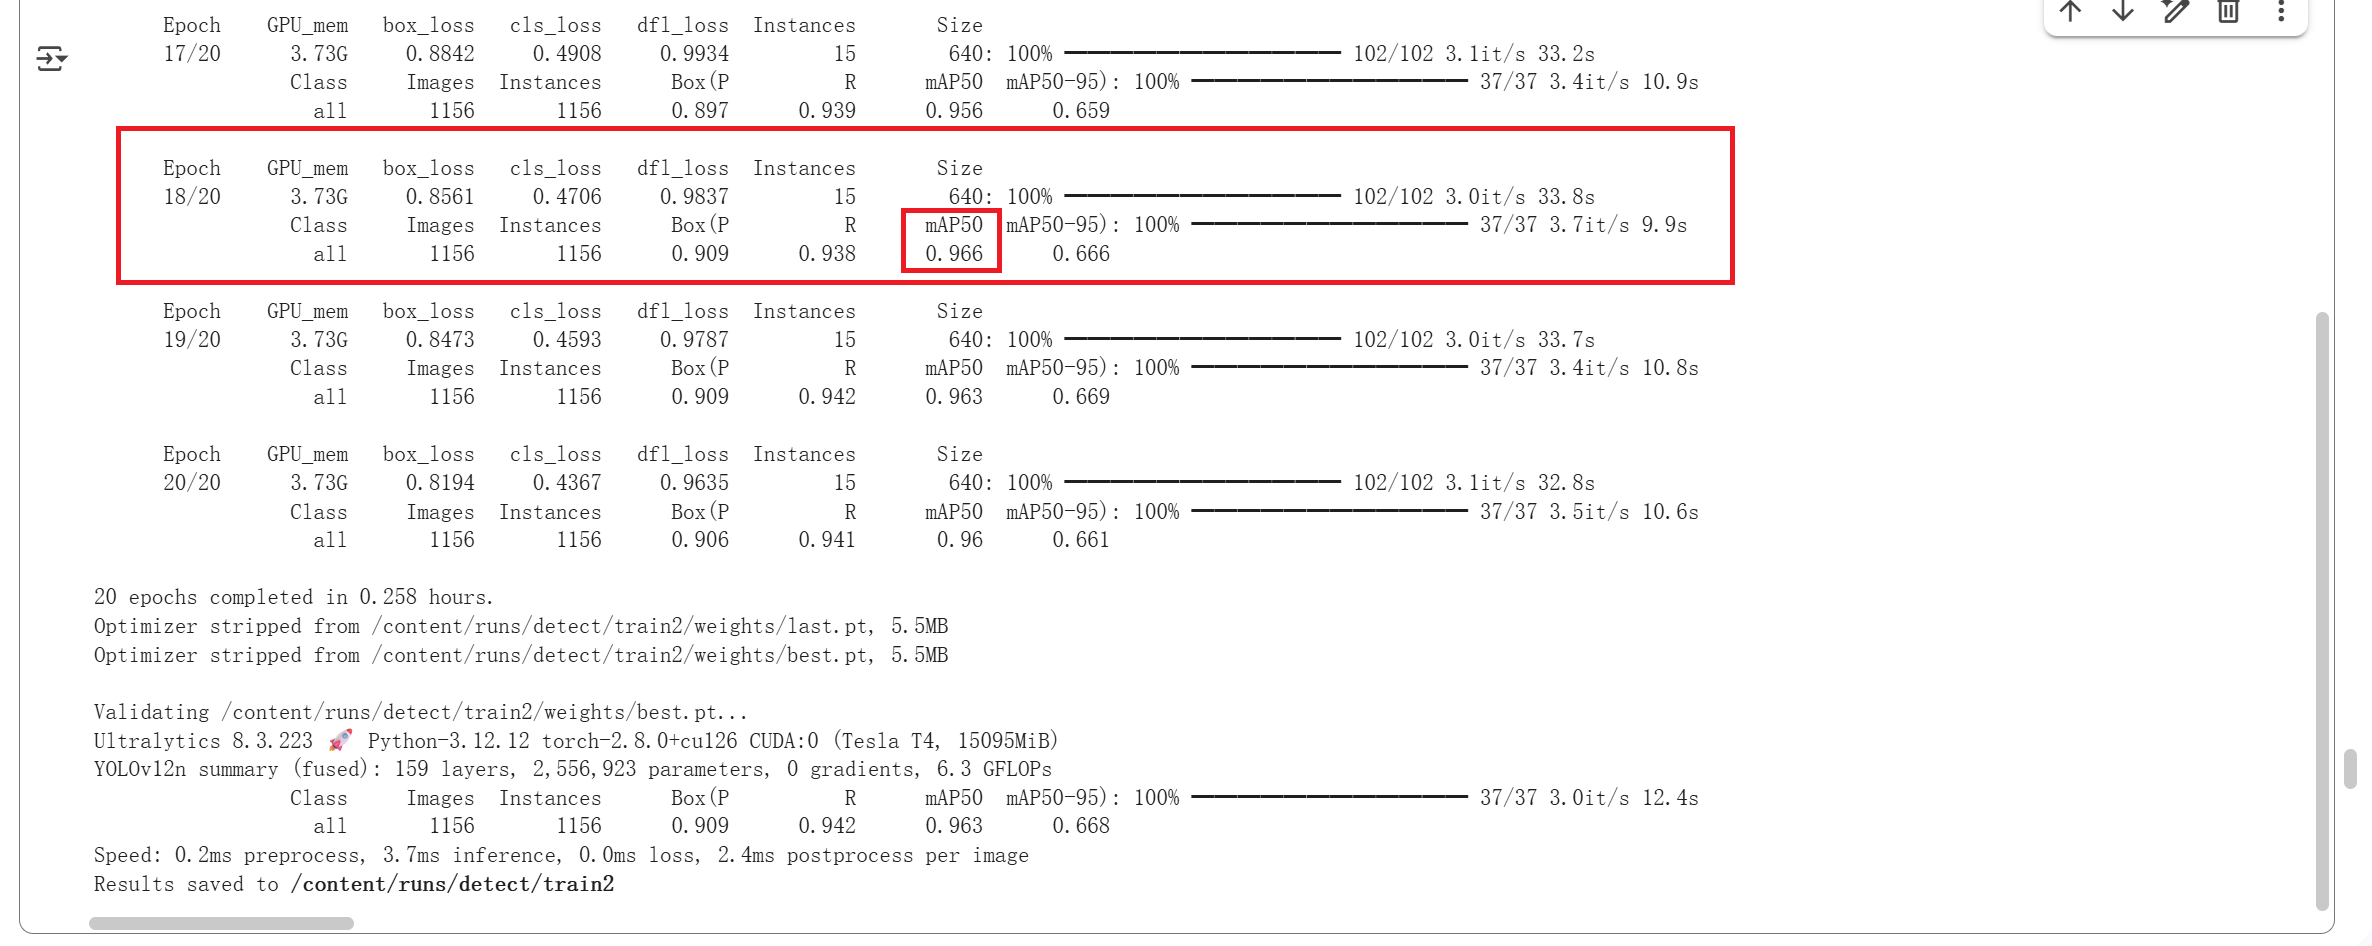 Epoch GPU_mem box_loss cls_loss dfl_loss Instances Size
17/20 3.73G 0.8842 0.4908 0.9934 15 640: 100% ━━━━━━━━━━━━ 102/102 3.1it/s 33.2s
Class Images Instances Box(P R mAP50 mAP50-95): 100% ━━━━━━━━━━━━ 37/37 3.4it/s 10.9s
all 1156 1156 0.897 0.939 0.956 0.659
Epoch GPU_mem box_loss cls_loss dfl_loss Instances Size
18/20 3.73G 0.8561 0.4706 0.9837 15 640: 100% ━━━━━━━━━━━━ 102/102 3.0it/s 33.8s
Class Images Instances Box(P R mAP50 mAP50-95): 100% ━━━━━━━━━━━━ 37/37 3.7it/s 9.9s
all 1156 1156 0.909 0.938 0.966 0.666
Epoch GPU_mem box_loss cls_loss dfl_loss Instances Size
19/20 3.73G 0.8473 0.4593 0.9787 15 640: 100% ━━━━━━━━━━━━ 102/102 3.0it/s 33.7s
Class Images Instances Box(P R mAP50 mAP50-95): 100% ━━━━━━━━━━━━ 37/37 3.4it/s 10.8s
all 1156 1156 0.909 0.942 0.963 0.669
Epoch GPU_mem box_loss cls_loss dfl_loss Instances Size
20/20 3.73G 0.8194 0.4367 0.9635 15 640: 100% ━━━━━━━━━━━━ 102/102 3.1it/s 32.8s
Class Images Instances Box(P R mAP50 mAP50-95): 100% ━━━━━━━━━━━━ 37/37 3.5it/s 10.6s
all 1156 1156 0.906 0.941 0.96 0.661
20 epochs completed in 0.258 hours.
Optimizer stripped from /content/runs/detect/train2/weights/last.pt, 5.5MB
Optimizer stripped from /content/runs/detect/train2/weights/best.pt, 5.5MB
Validating /content/runs/detect/train2/weights/best.pt...
Ultralytics 8.3.223 🚀 Python-3.12.12 torch-2.8.0+cu126 CUDA:0 (Tesla T4, 15095MiB)
YOLOv12n summary (fused): 159 layers, 2,556,923 parameters, 0 gradients, 6.3 GFLOPs
Class Images Instances Box(P R mAP50 mAP50-95): 100% ━━━━━━━━━━━━ 37/37 3.0it/s 12.4s
all 1156 1156 0.909 0.942 0.963 0.668
Speed: 0.2ms preprocess, 3.7ms inference, 0.0ms loss, 2.4ms postprocess per image
Results saved to /content/runs/detect/train2